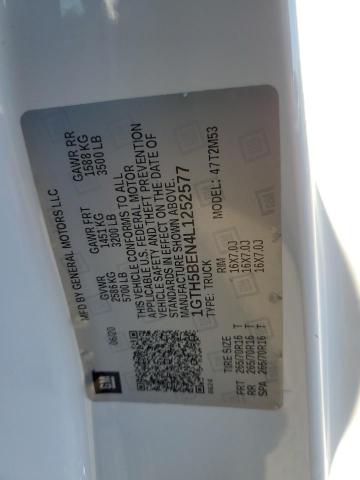 GM
MFD BY GENERAL MOTORS LLC
06/20
GVWR
2586 KG
5700 LB
GAWR FRT
1451 KG
3200 LB
GAWR RR
1588 KG
3500 LB
THIS VEHICLE CONFORMS TO ALL
APPLICABLE U.S. FEDERAL MOTOR
VEHICLE SAFETY AND THEFT PREVENTION
STANDARDS IN EFFECT ON THE DATE OF
MANUFACTURE SHOWN ABOVE.
1GTH5BEN4L1252577
TYPE: TRUCK
MODEL: 47T2M53
TIRE SIZE RIM
FRT 265/70R16 T 16X7.0J
RR 265/70R16 T 16X7.0J
SPA 265/70R16 T 16X7.0J